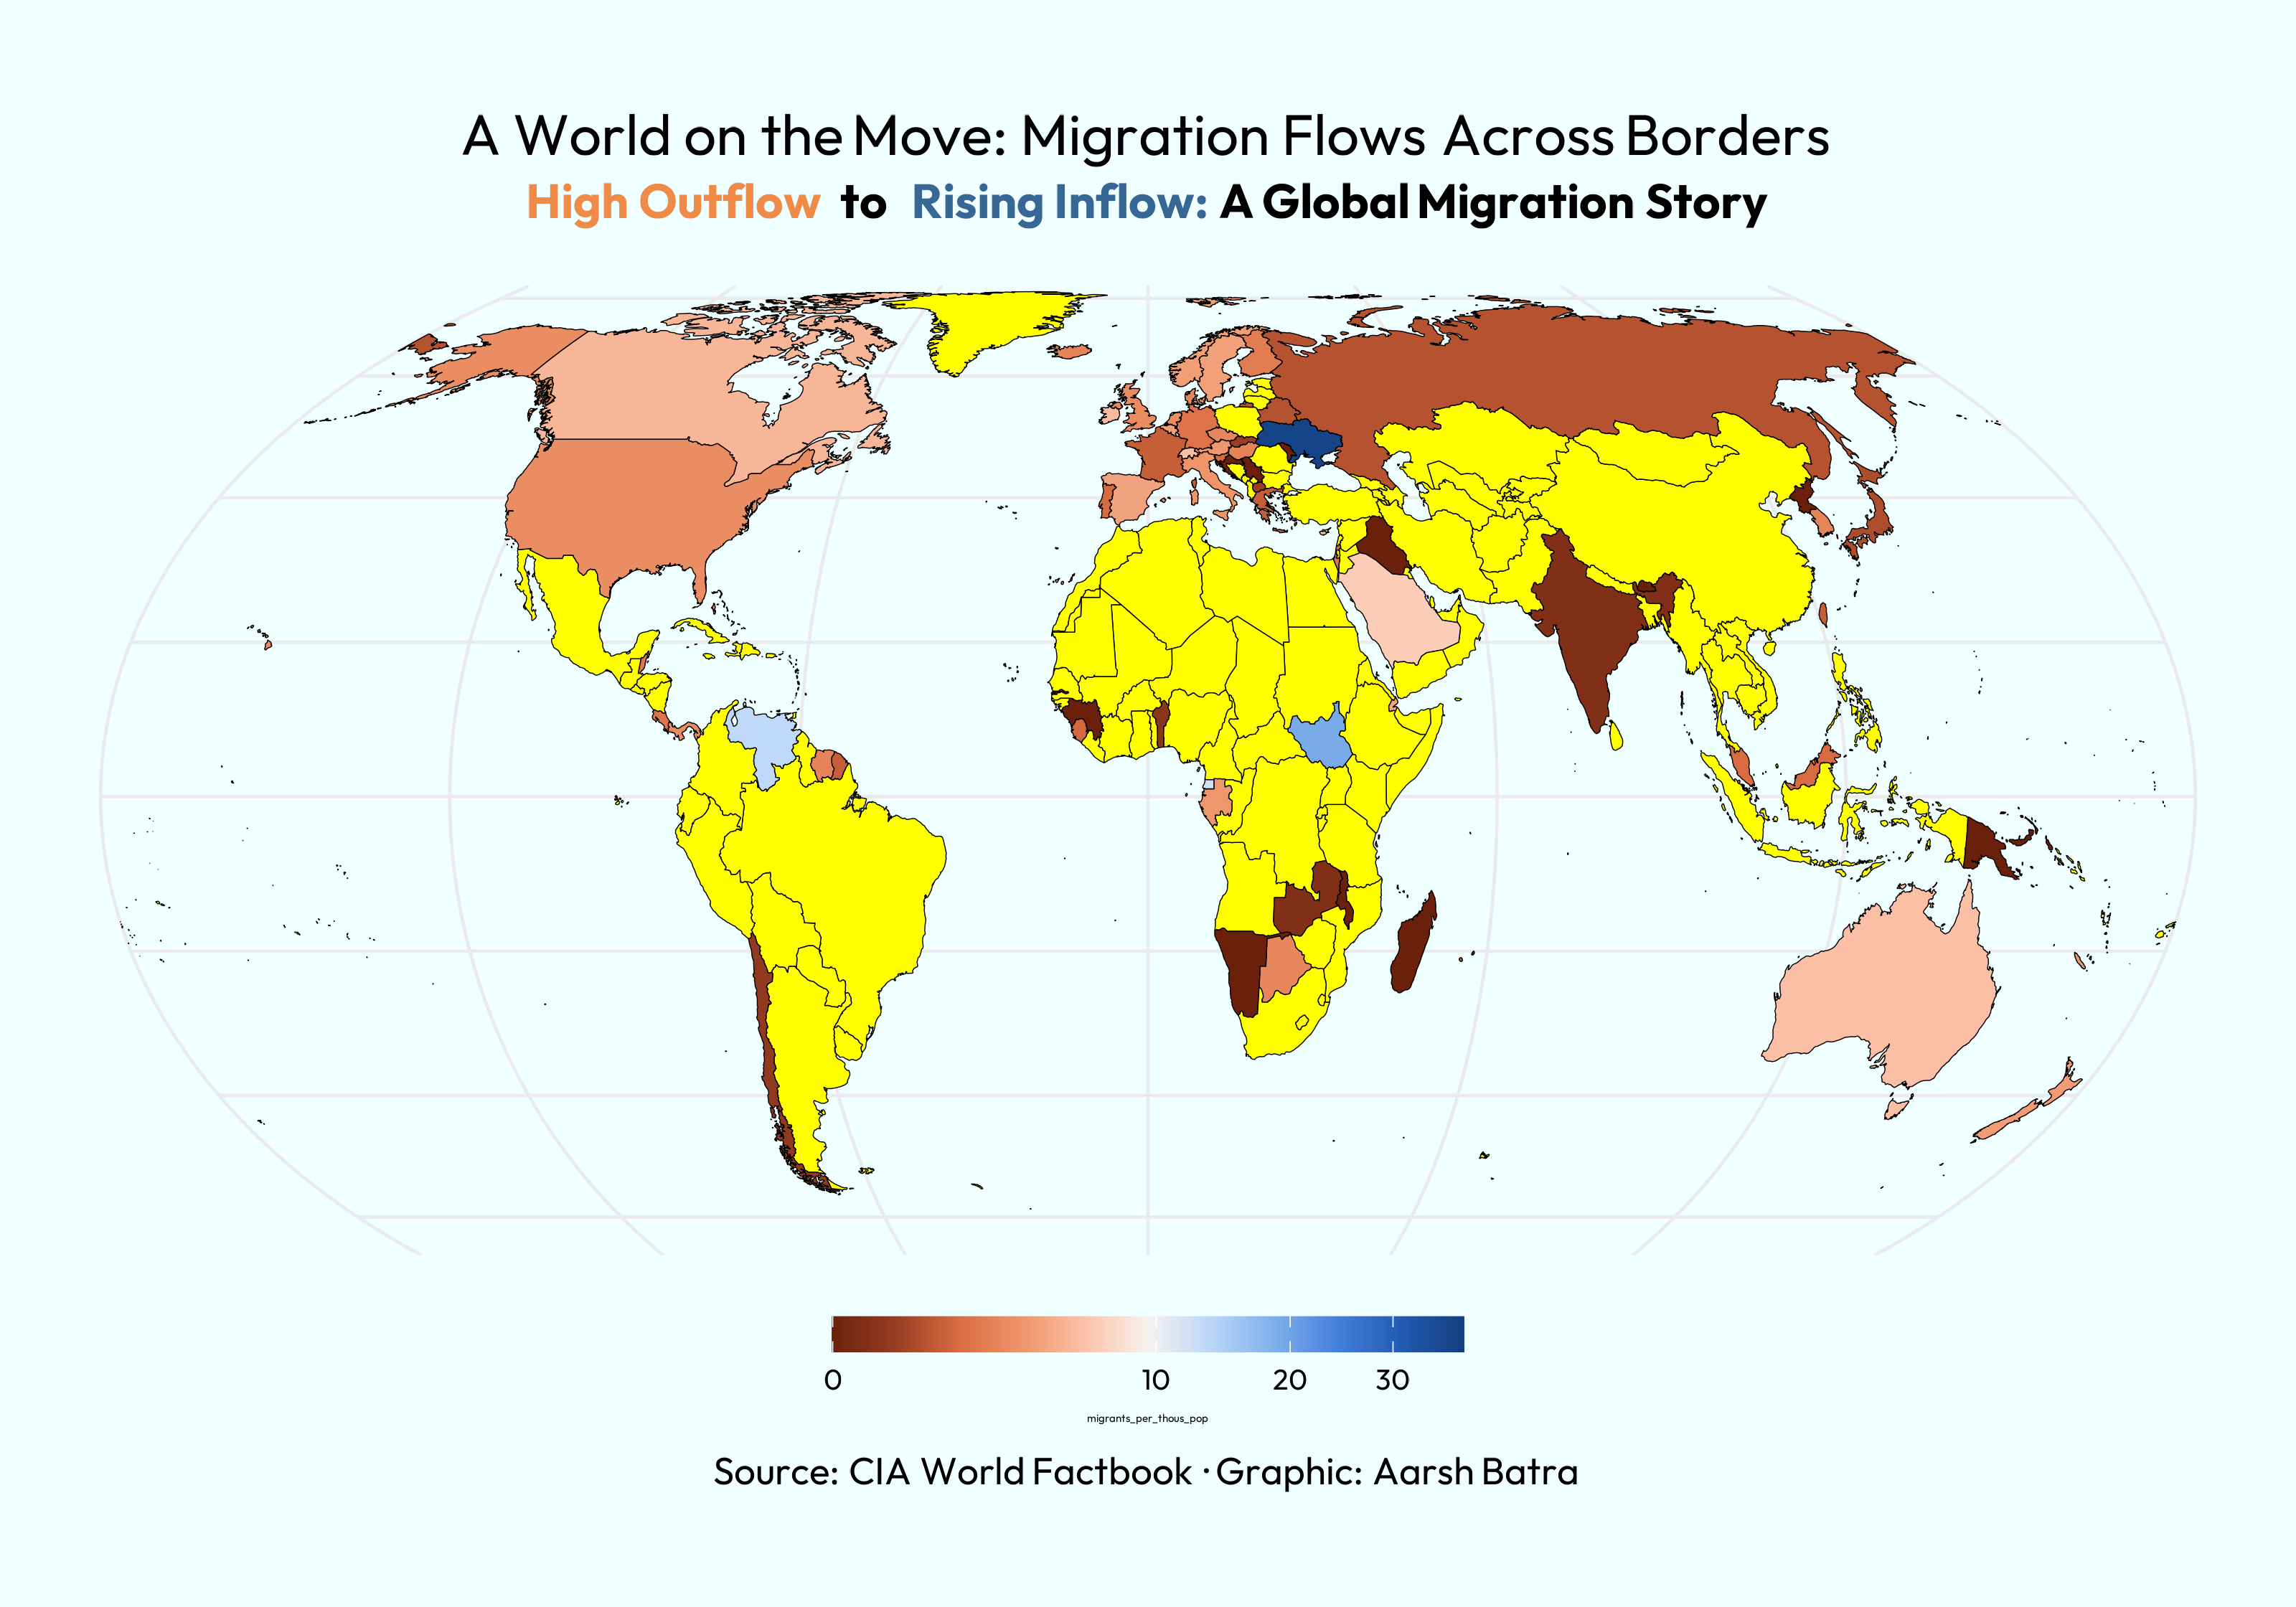 A World on the Move: Migration Flows Across Borders
High Outflow to Rising Inflow: A Global Migration Story
0 10 20 30
migrants_per_thous_pop
Source: CIA World Factbook · Graphic: Aarsh Batra